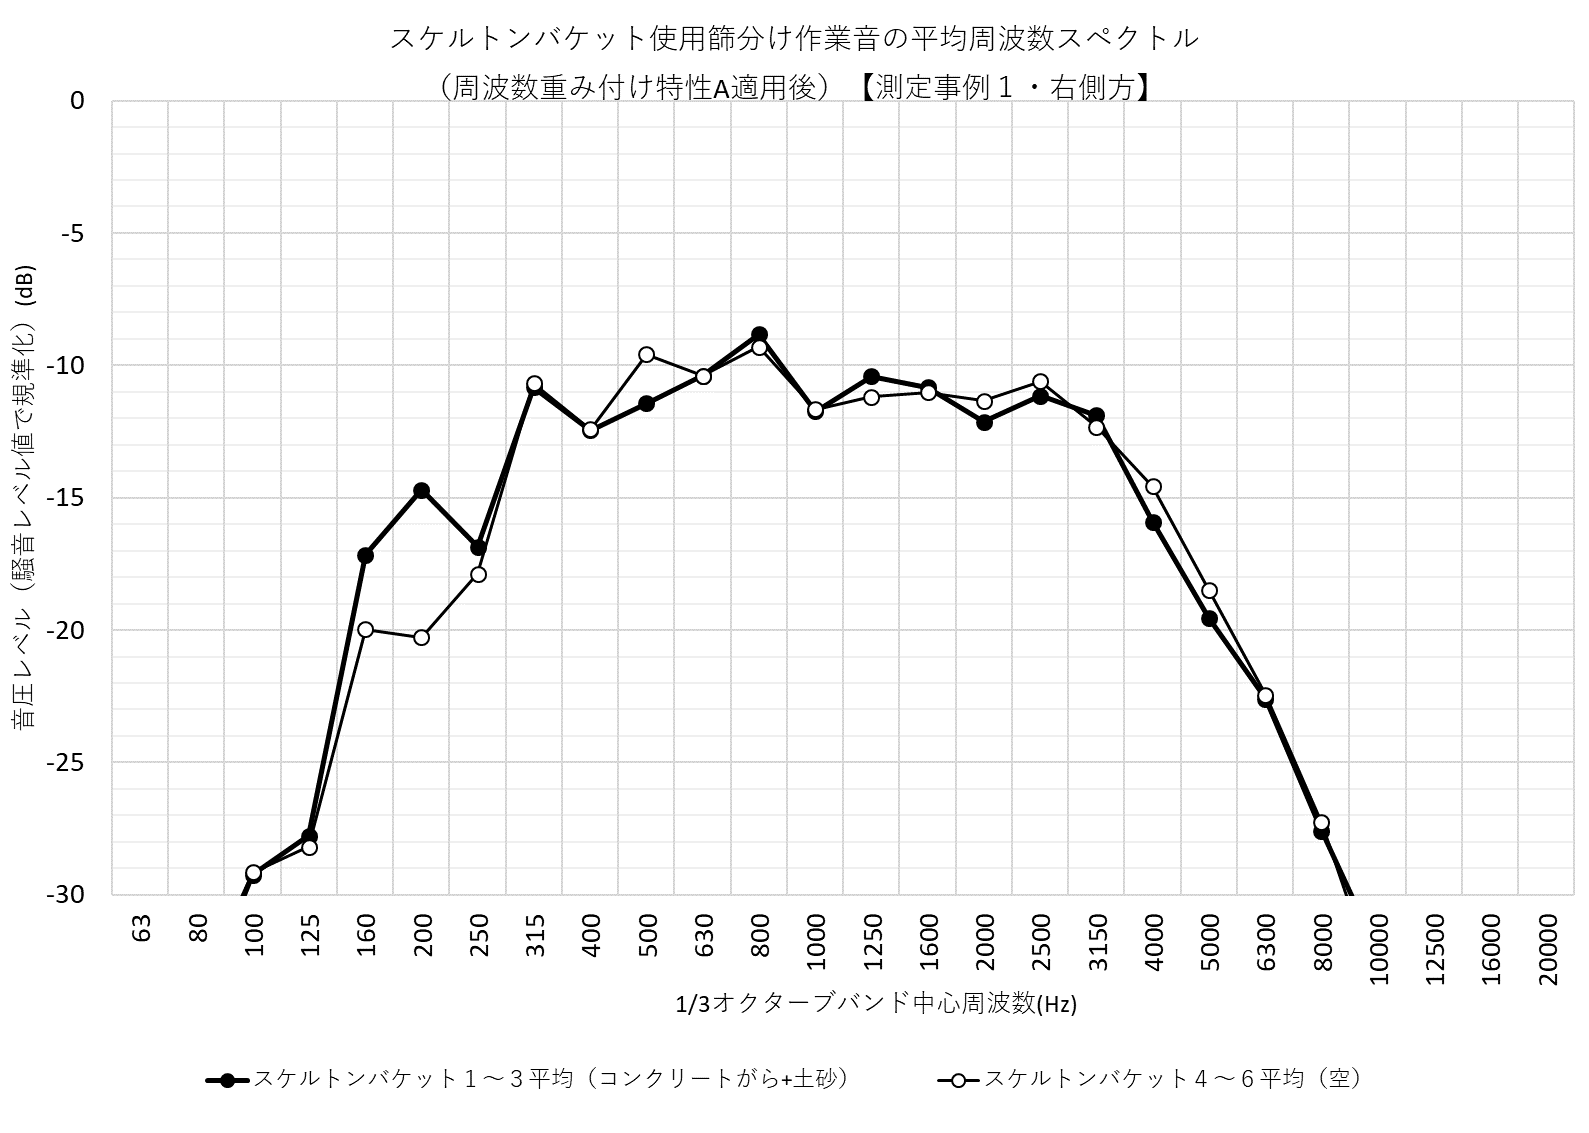 スケルトンバケット使用篩分け作業音の平均周波数スペクトル
（周波数重み付け特性A適用後）【測定事例１・右側方】
音圧レベル（騒音レベル値で規準化）(dB)
0
-5
-10
-15
-20
-25
-30
63 80 100 125 160 200 250 315 400 500 630 800 1000 1250 1600 2000 2500 3150 4000 5000 6300 8000 10000 12500 16000 20000
1/3オクターブバンド中心周波数(Hz)
スケルトンバケット１～３平均（コンクリートがら+土砂）
スケルトンバケット４～６平均（空）